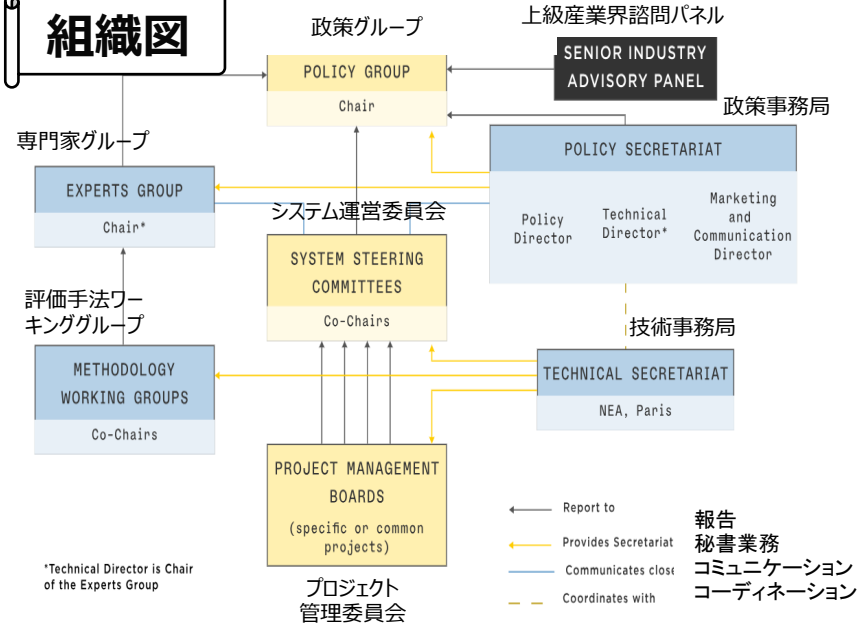 組織図
政策グループ
上級産業界諮問パネル
POLICY GROUP
Chair
SENIOR INDUSTRY
ADVISORY PANEL
政策事務局
専門家グループ
POLICY SECRETARIAT
EXPERTS GROUP
Chair*
システム運営委員会
Policy
Director
Technical
Director*
Marketing
and
Communication
Director
SYSTEM STEERING
COMMITTEES
Co-Chairs
評価手法ワー
キンググループ
技術事務局
METHODOLOGY
WORKING GROUPS
Co-Chairs
TECHNICAL SECRETARIAT
NEA, Paris
PROJECT MANAGEMENT
BOARDS
(specific or common
projects)
プロジェクト
管理委員会
Report to
報告
Provides Secretariat
秘書業務
Communicates close
コミュニケーション
Coordinates with
コーディネーション
*Technical Director is Chair
of the Experts Group